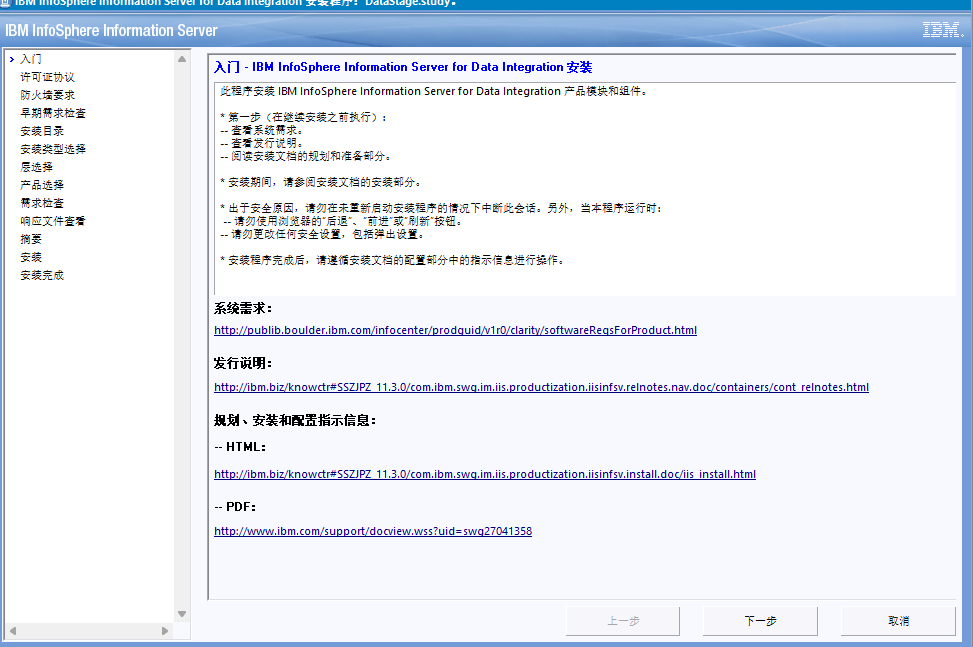 IBM InfoSphere Information Server for Data Integration 安装程序: DataStage.study。
IBM InfoSphere Information Server
IBM.
入门
许可证协议
防火墙要求
早期需求检查
安装目录
安装类型选择
层选择
产品选择
需求检查
响应文件查看
摘要
安装
安装完成
入门 - IBM InfoSphere Information Server for Data Integration 安装
此程序安装 IBM InfoSphere Information Server for Data Integration 产品模块和组件。
* 第一步（在继续安装之前执行）:
-- 查看系统需求。
-- 查看发行说明。
-- 阅读安装文档的规划和准备部分。
* 安装期间，请参阅安装文档的安装部分。
* 出于安全原因，请勿在未重新启动安装程序的情况下中断此会话。另外，当本程序运行时:
-- 请勿使用浏览器的“后退”、“前进”或“刷新”按钮。
-- 请勿更改任何安全设置，包括弹出设置。
* 安装程序完成后，请遵循安装文档的配置部分中的指示信息进行操作。
系统需求:
http://publib.boulder.ibm.com/infocenter/prodguid/v1r0/clarity/softwareReqsForProduct.html
发行说明:
http://ibm.biz/knowctr#SSZJPZ_11.3.0/com.ibm.swg.im.iis.productization.iisinfsv.relnotes.nav.doc/containers/cont_relnotes.html
规划、安装和配置指示信息:
-- HTML:
http://ibm.biz/knowctr#SSZJPZ_11.3.0/com.ibm.swg.im.iis.productization.iisinfsv.install.doc/iis_install.html
-- PDF:
http://www.ibm.com/support/docview.wss?uid=swg27041358
上一步
下一步
取消